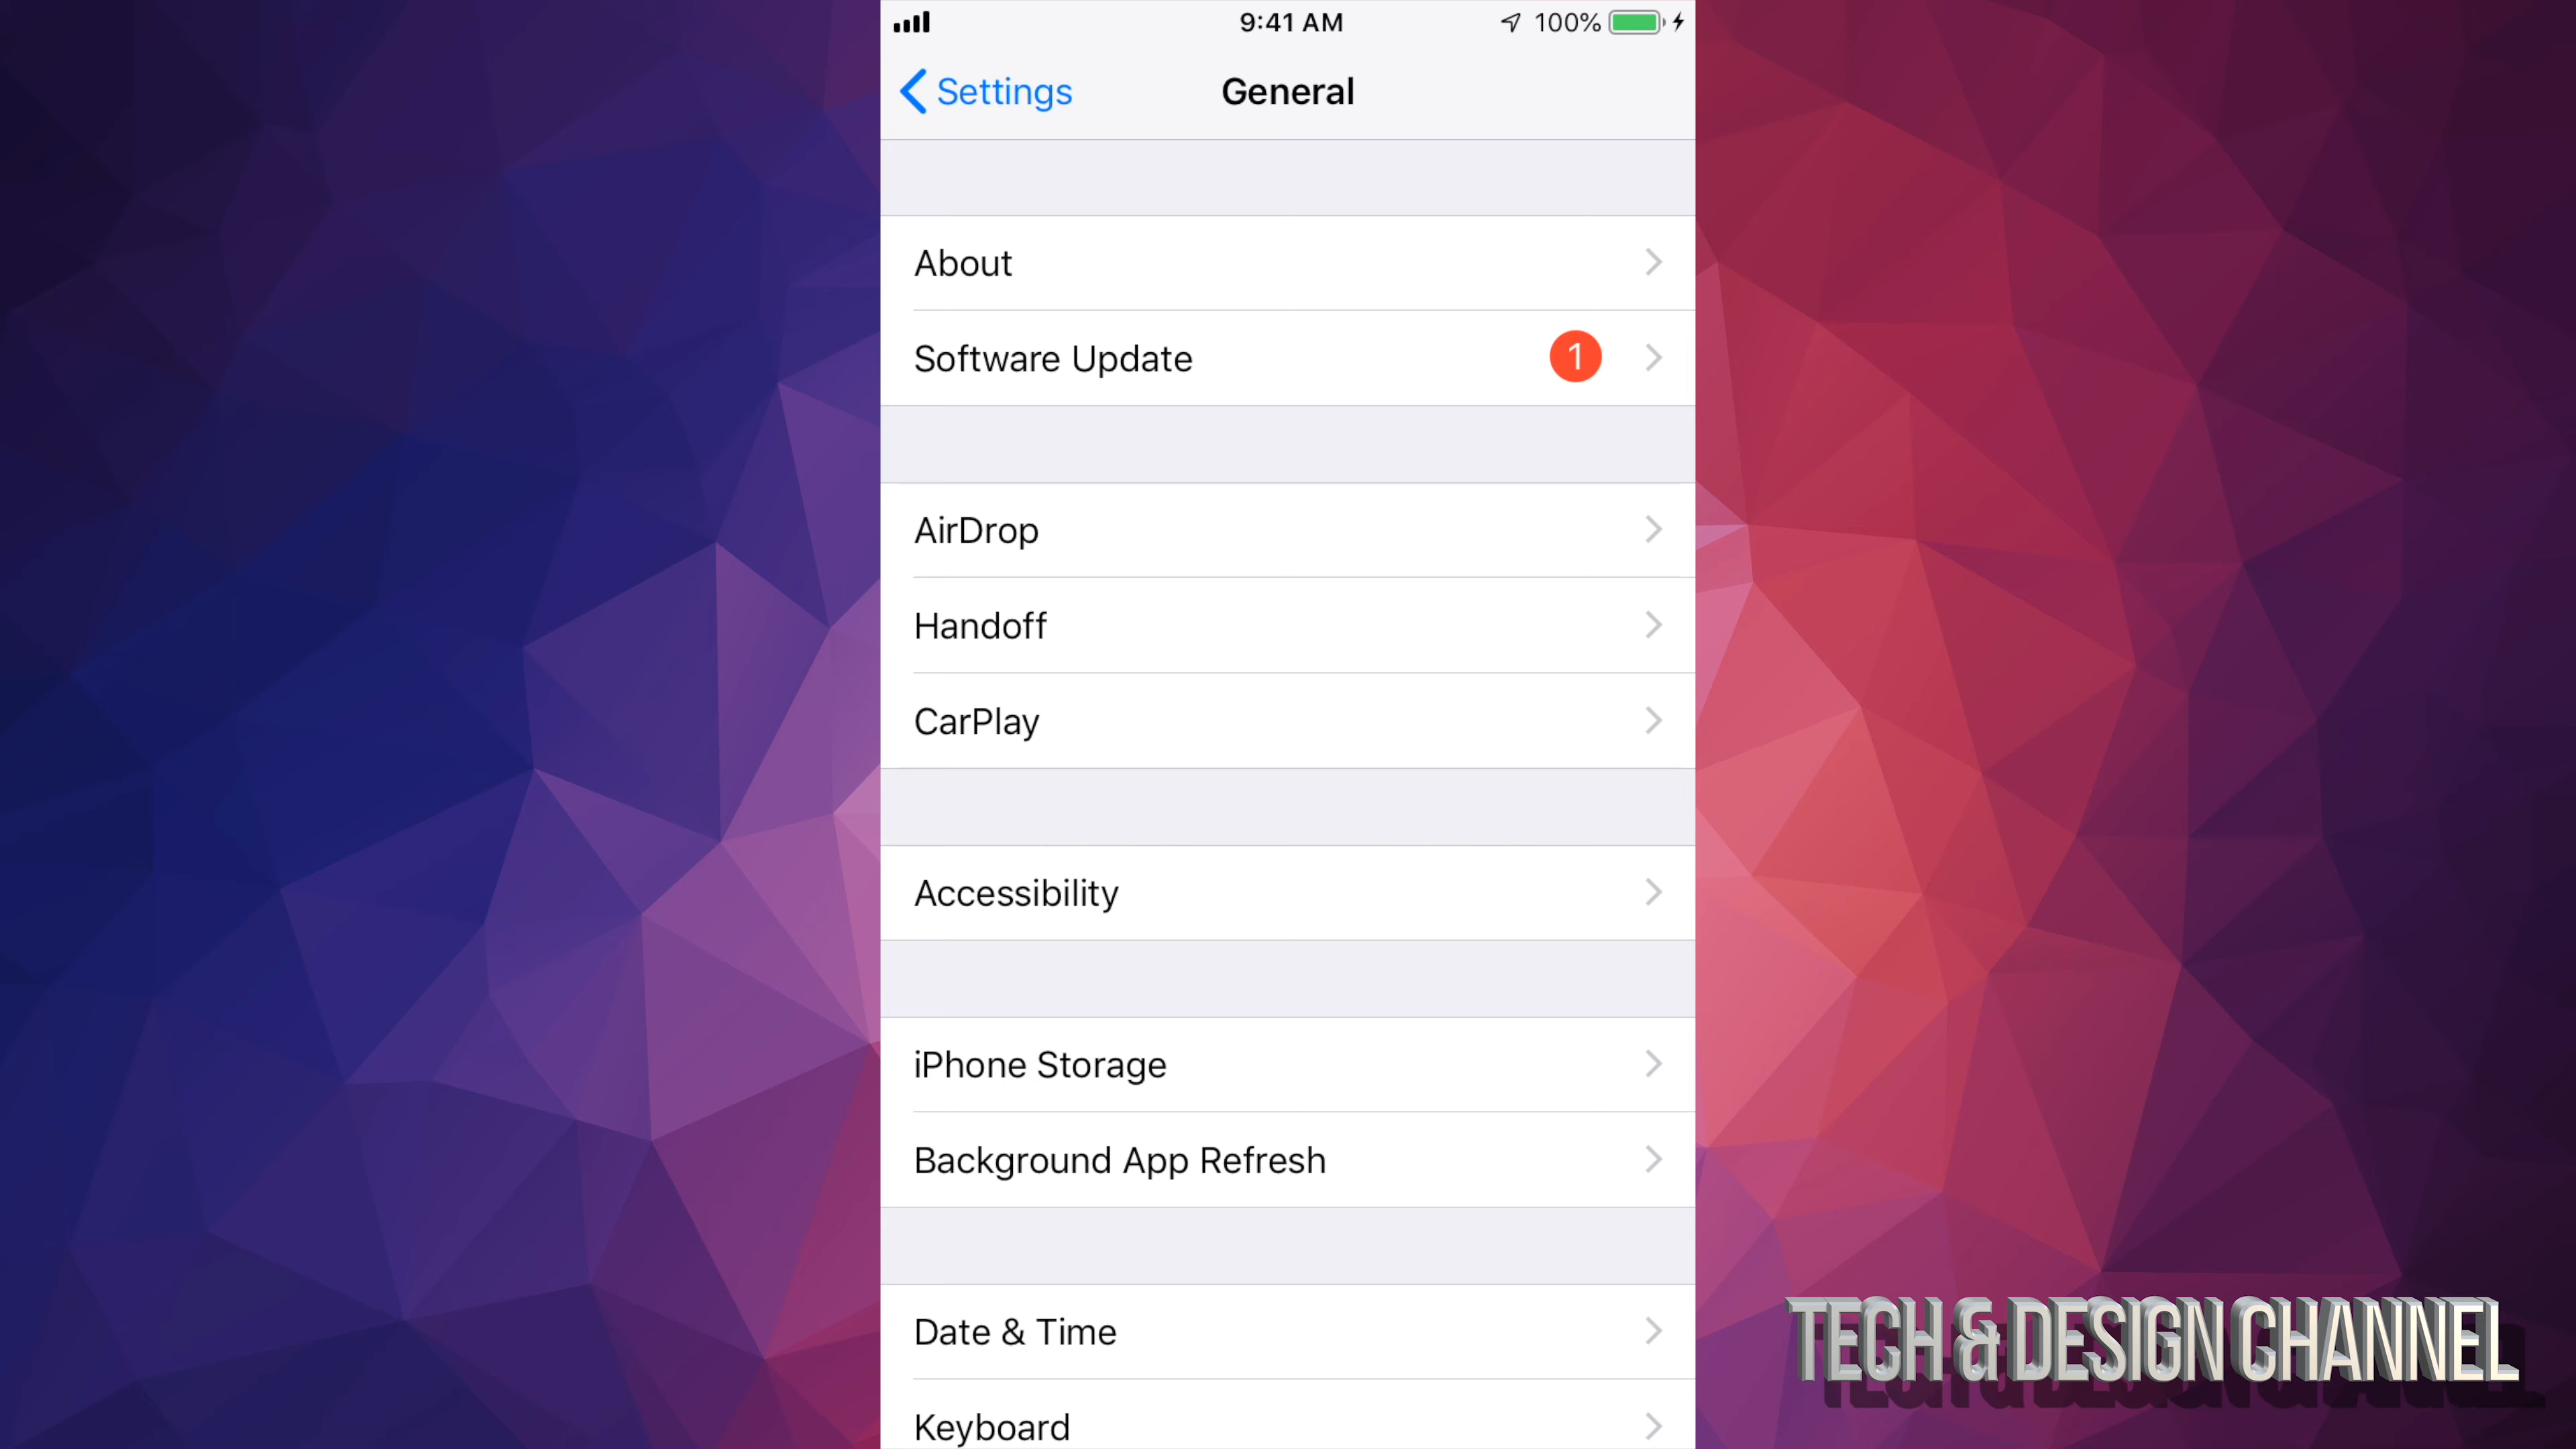 9:41 AM
100%
Settings
General
About
Software Update
1
AirDrop
Handoff
CarPlay
Accessibility
iPhone Storage
Background App Refresh
Date & Time
Keyboard
TECH & DESIGN CHANNEL